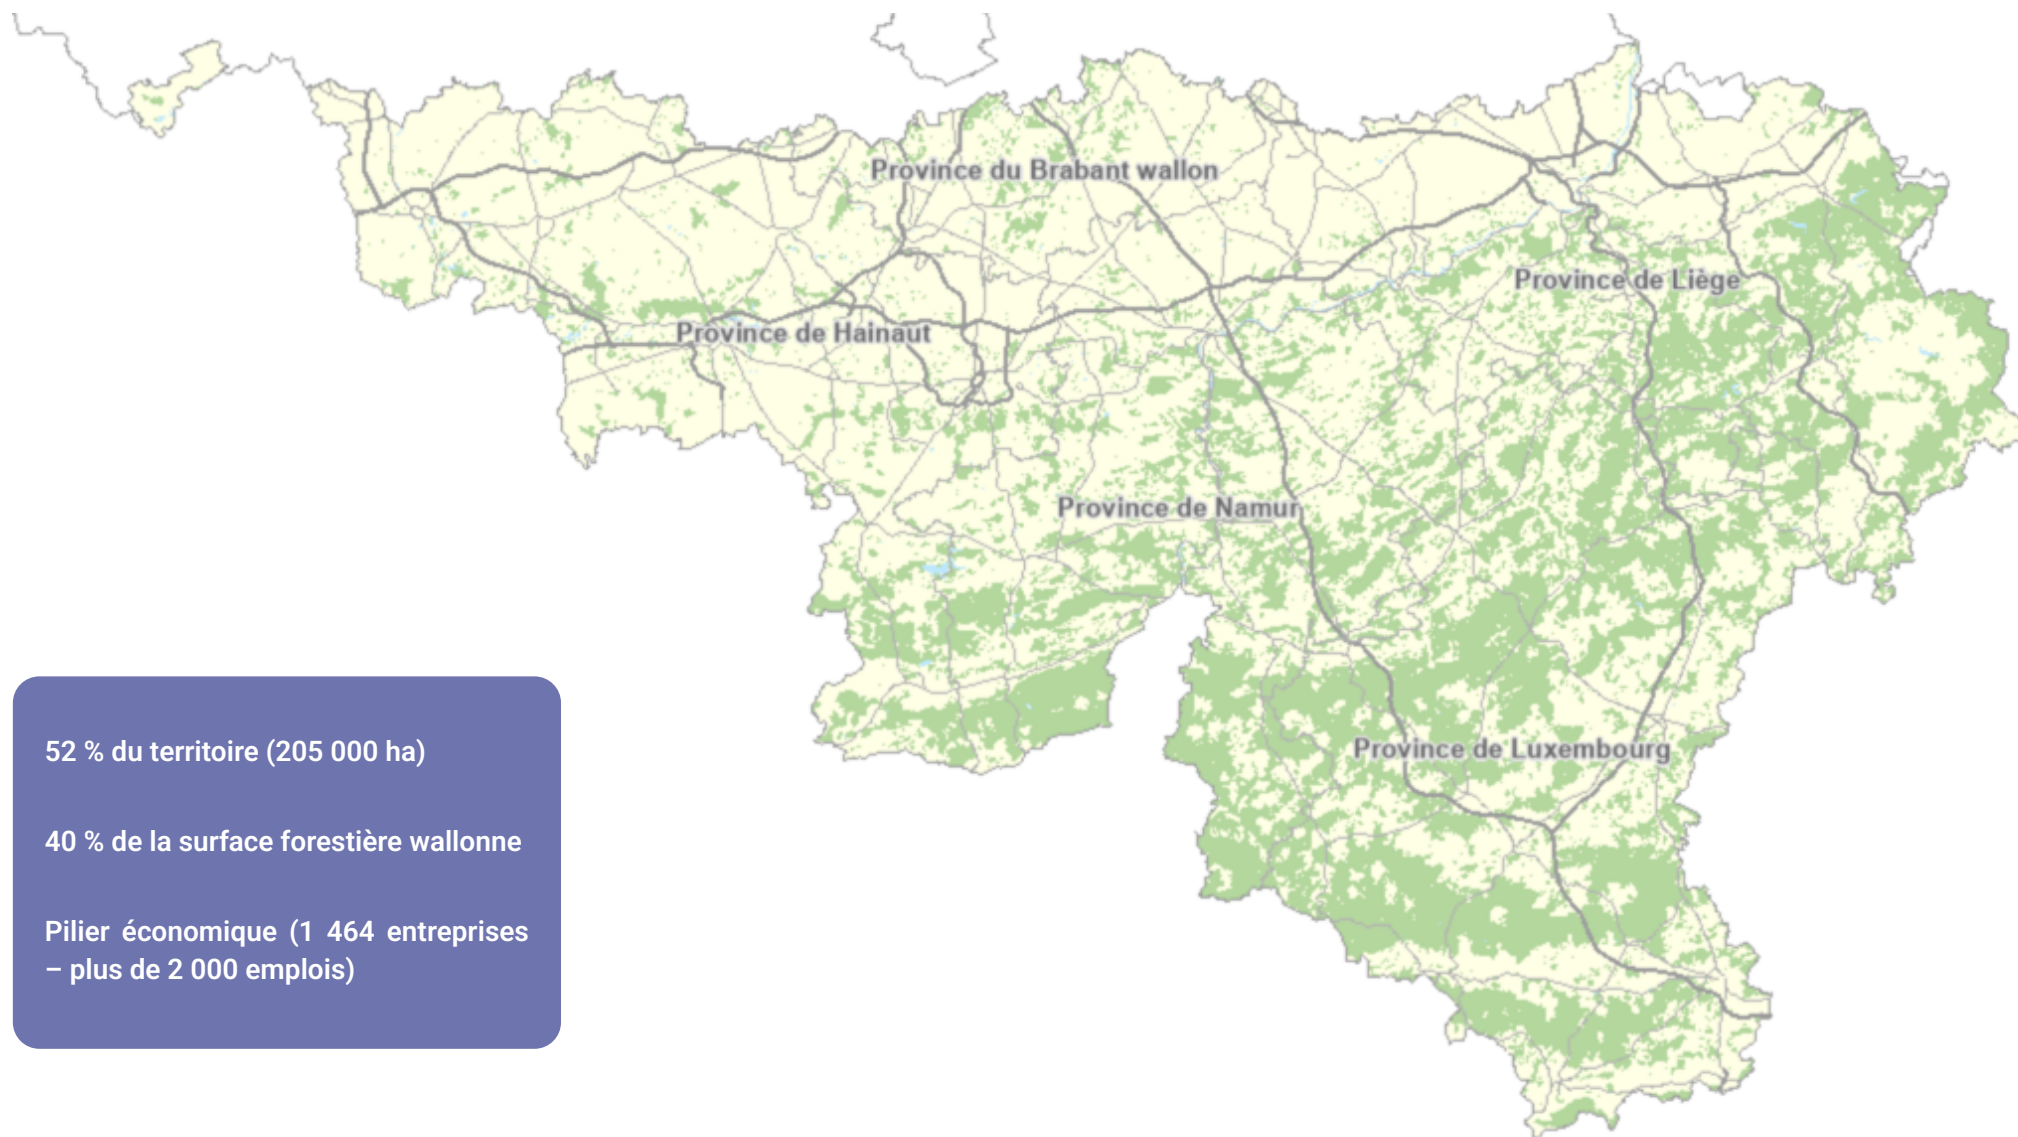 Province du Brabant wallon
Province de Liège
Province de Hainaut
Province de Namur
Province de Luxembourg
52 % du territoire (205 000 ha)
40 % de la surface forestière wallonne
Pilier économique (1 464 entreprises
– plus de 2 000 emplois)